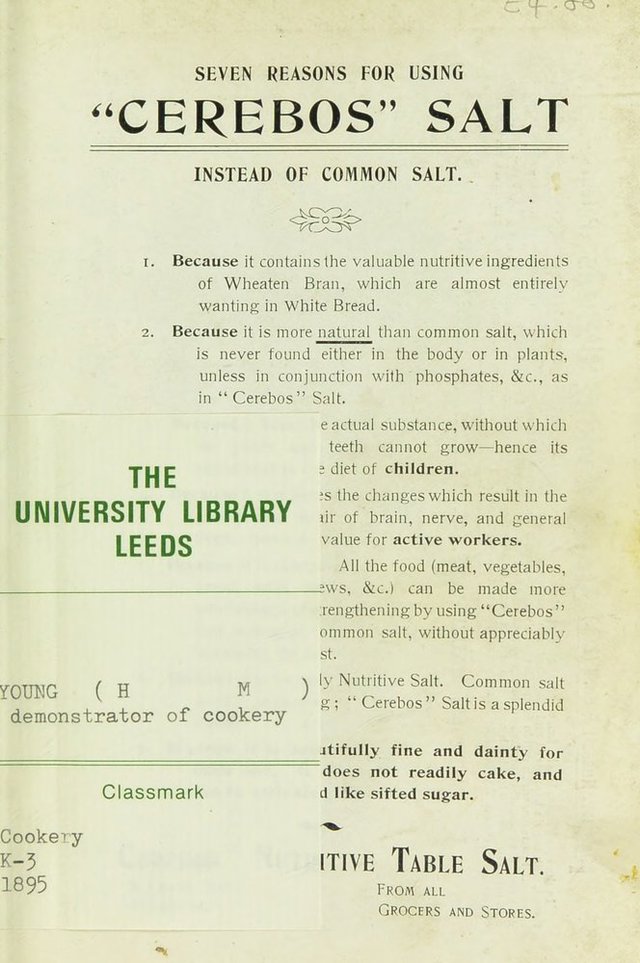 SEVEN REASONS FOR USING
"CEREBOS" SALT
INSTEAD OF COMMON SALT.
1. Because it contains the valuable nutritive ingredients
of Wheaten Bran, which are almost entirely
wanting in White Bread.
2. Because it is more natural than common salt, which
is never found either in the body or in plants,
unless in conjunction with phosphates, &c., as
in "Cerebos" Salt.
e actual substance, without which
teeth cannot grow—hence its
diet of children.
the changes which result in the
ir of brain, nerve, and general
value for active workers.
All the food (meat, vegetables,
ews, &c.) can be made more
rengthening by using "Cerebos"
ommon salt, without appreciably
st.
ly Nutritive Salt. Common salt
g; "Cerebos" Salt is a splendid
tifully fine and dainty for
does not readily cake, and
d like sifted sugar.
ITIVE TABLE SALT.
FROM ALL
GROCERS AND STORES.
THE
UNIVERSITY LIBRARY
LEEDS
YOUNG (H M)
demonstrator of cookery
Classmark
Cookery
K-3
1895